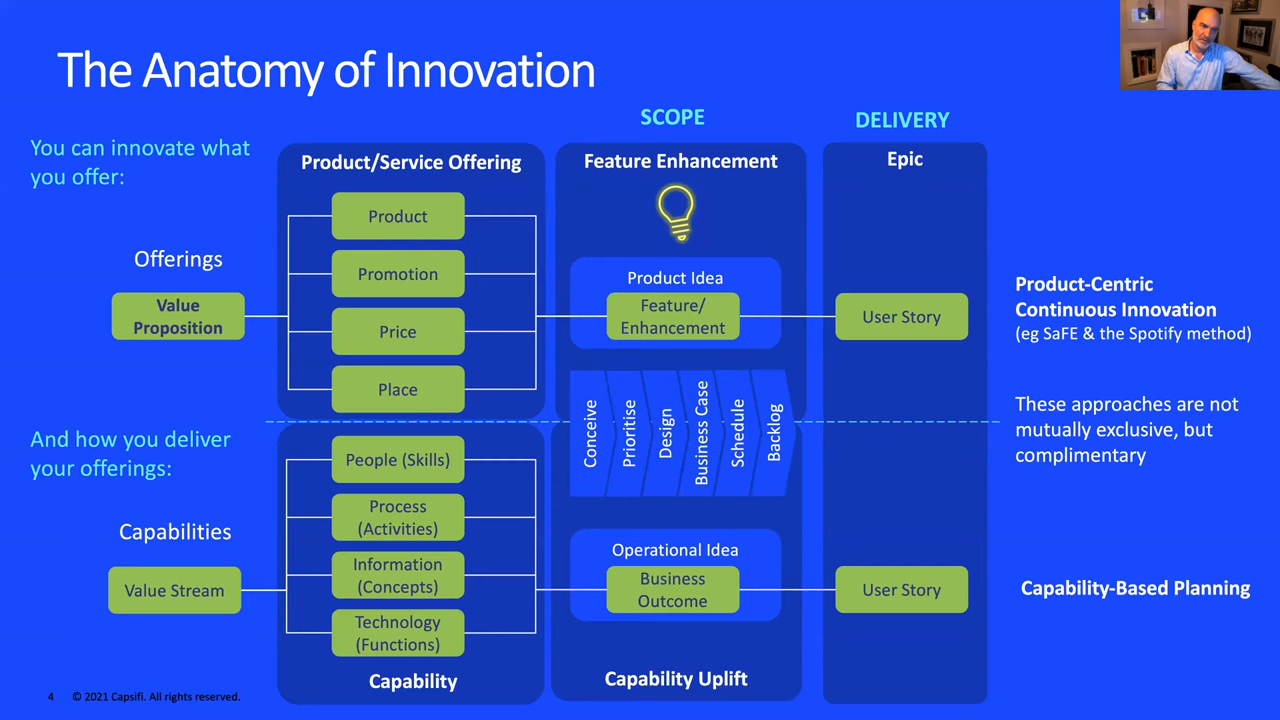 The Anatomy of Innovation
SCOPE
DELIVERY
You can innovate what
you offer:
Offerings
Value
Proposition
Product/Service Offering
Product
Promotion
Price
Place
Feature Enhancement
Product Idea
Feature/
Enhancement
Epic
User Story
Product-Centric
Continuous Innovation
(eg SaFE & the Spotify method)
Conceive
Prioritise
Design
Business Case
Schedule
Backlog
These approaches are not
mutually exclusive, but
complimentary
And how you deliver
your offerings:
Capabilities
Value Stream
People (Skills)
Process
(Activities)
Information
(Concepts)
Technology
(Functions)
Capability
Operational Idea
Business
Outcome
Capability Uplift
User Story
Capability-Based Planning
4 © 2021 Capsifi. All rights reserved.